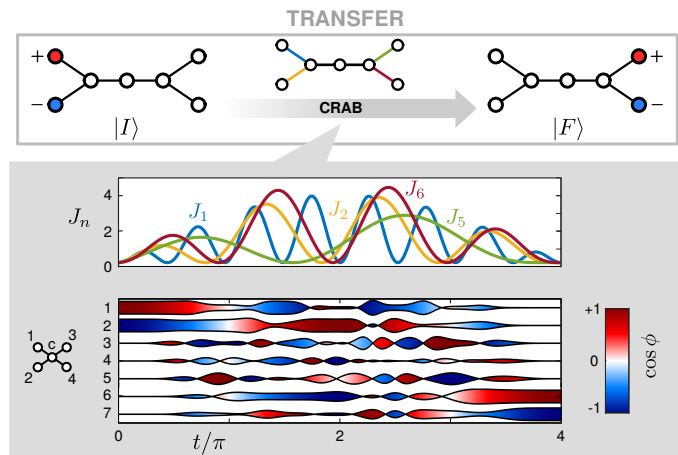 TRANSFER
+ +
− −
CRAB
|I⟩ |F⟩
4
2
0
J_n
J_1 J_2 J_6 J_5
1
2
3
4
5
6
7
1 c 3
2 4
+1
0
-1
cos ϕ
0 2 4
t/π